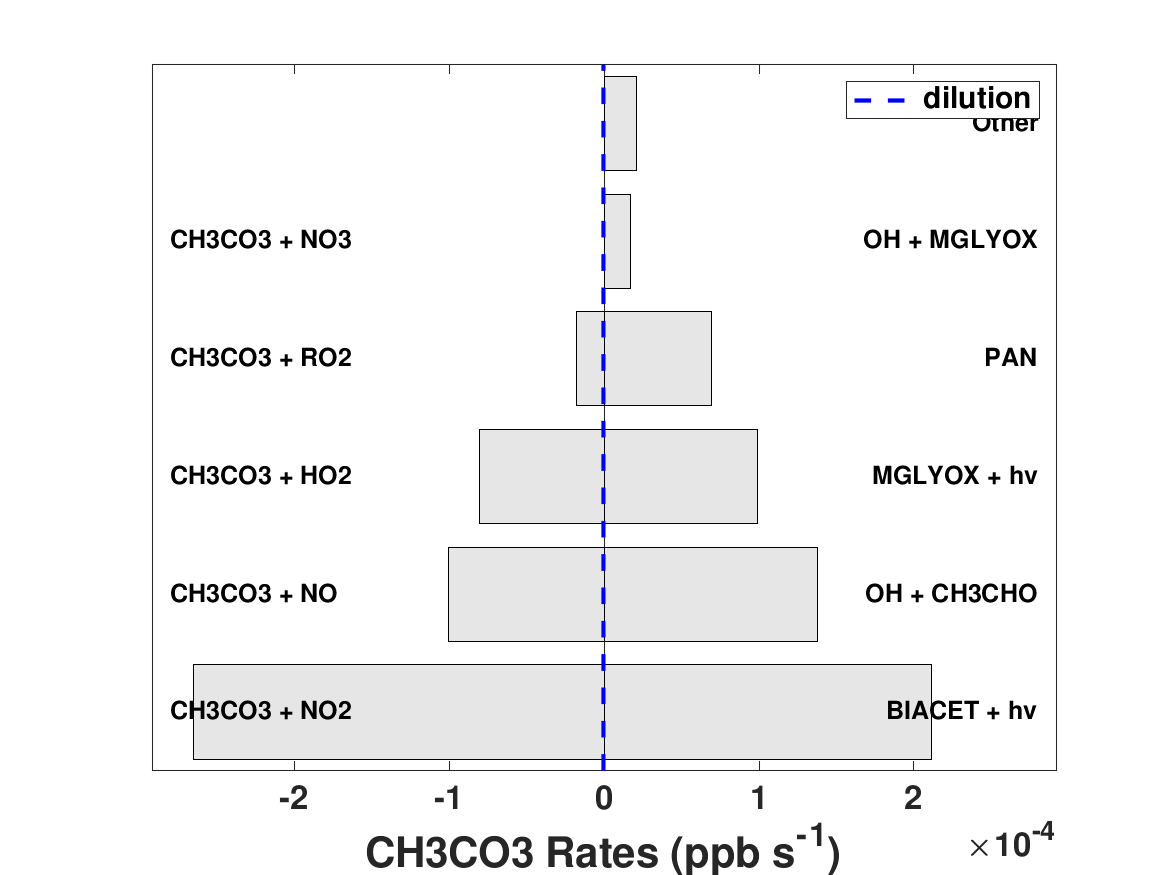 dilution
Other
CH3CO3 + NO3
OH + MGLYOX
CH3CO3 + RO2
PAN
CH3CO3 + HO2
MGLYOX + hv
CH3CO3 + NO
OH + CH3CHO
CH3CO3 + NO2
BIACET + hv
-2 -1 0 1 2
×10⁻⁴
CH3CO3 Rates (ppb s⁻¹)